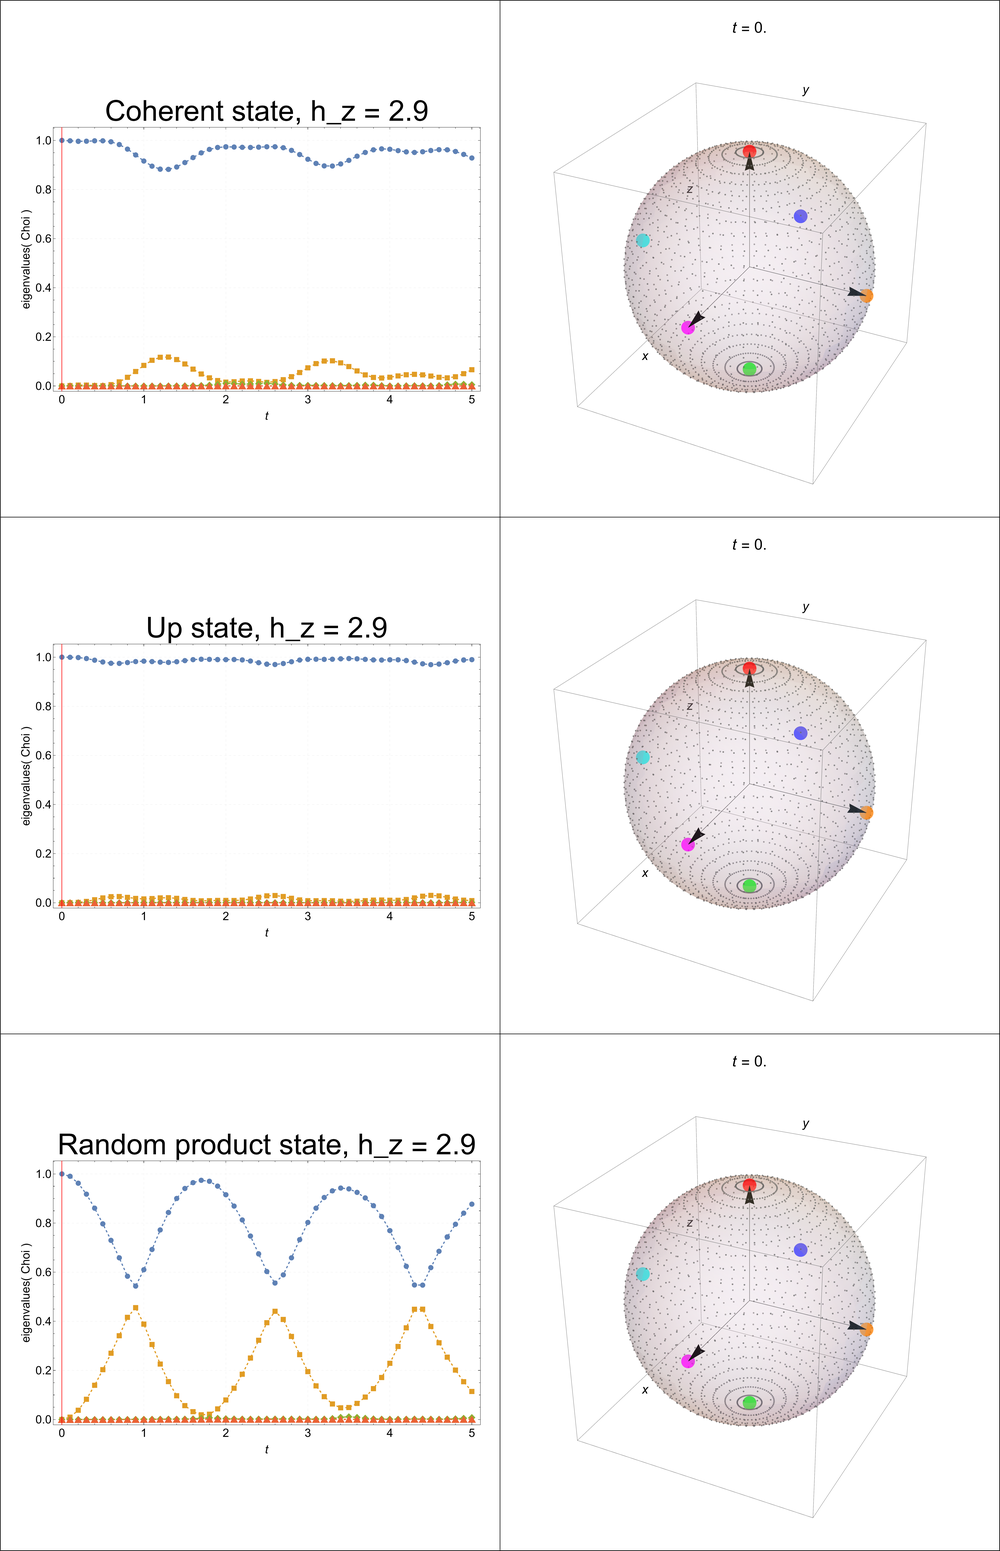 Coherent state, h_z = 2.9
eigenvalues( Choi )
1.0
0.8
0.6
0.4
0.2
0.0
0 1 2 3 4 5
t
t = 0.
y
z
x
Up state, h_z = 2.9
eigenvalues( Choi )
1.0
0.8
0.6
0.4
0.2
0.0
0 1 2 3 4 5
t
t = 0.
y
z
x
Random product state, h_z = 2.9
eigenvalues( Choi )
1.0
0.8
0.6
0.4
0.2
0.0
0 1 2 3 4 5
t
t = 0.
y
z
x